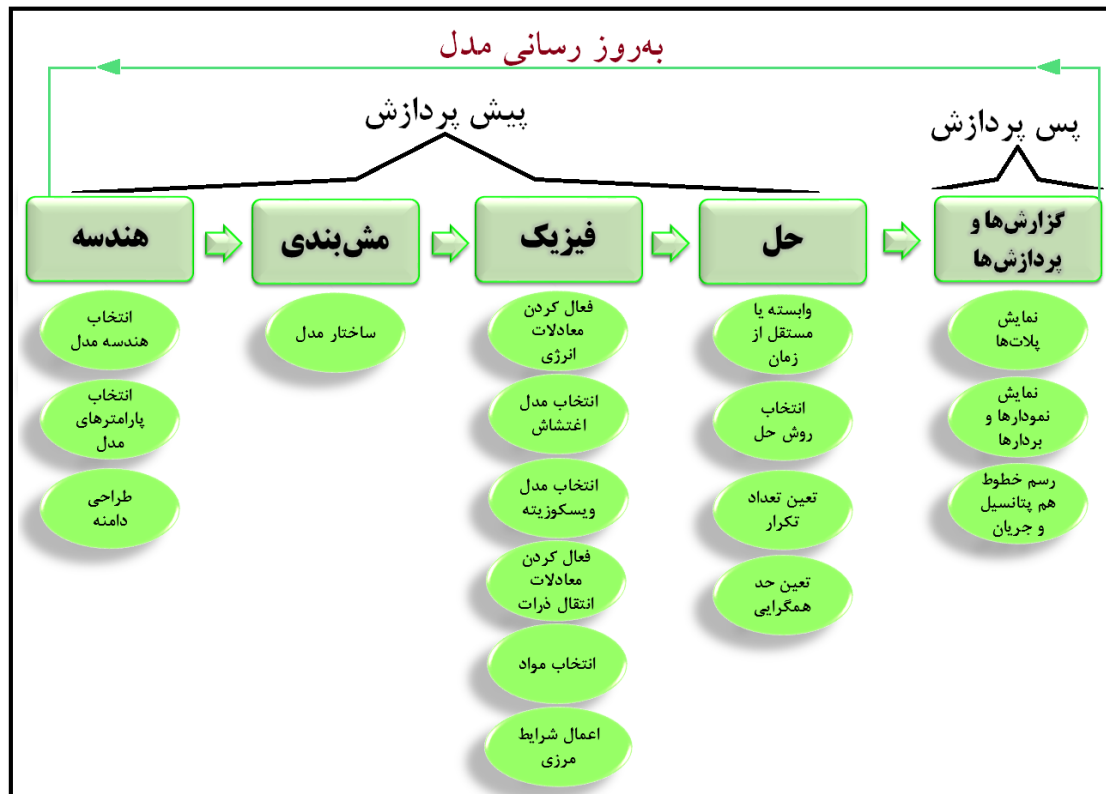 به‌روز رسانی مدل
پیش پردازش
پس پردازش
هندسه
مش‌بندی
فیزیک
حل
گزارش‌ها و
پردازش‌ها
انتخاب
هندسه مدل
انتخاب
پارامترهای
مدل
طراحی
دامنه
ساختار مدل
فعال کردن
معادلات
انرژی
انتخاب مدل
اغتشاش
انتخاب مدل
ویسکوزیته
فعال کردن
معادلات
انتقال ذرات
انتخاب مواد
اعمال شرایط
مرزی
وابسته یا
مستقل از
زمان
انتخاب
روش حل
تعین تعداد
تکرار
تعین حد
همگرایی
نمایش
پلات‌ها
نمایش
نمودارها و
بردارها
رسم خطوط
هم پتانسیل
و جریان